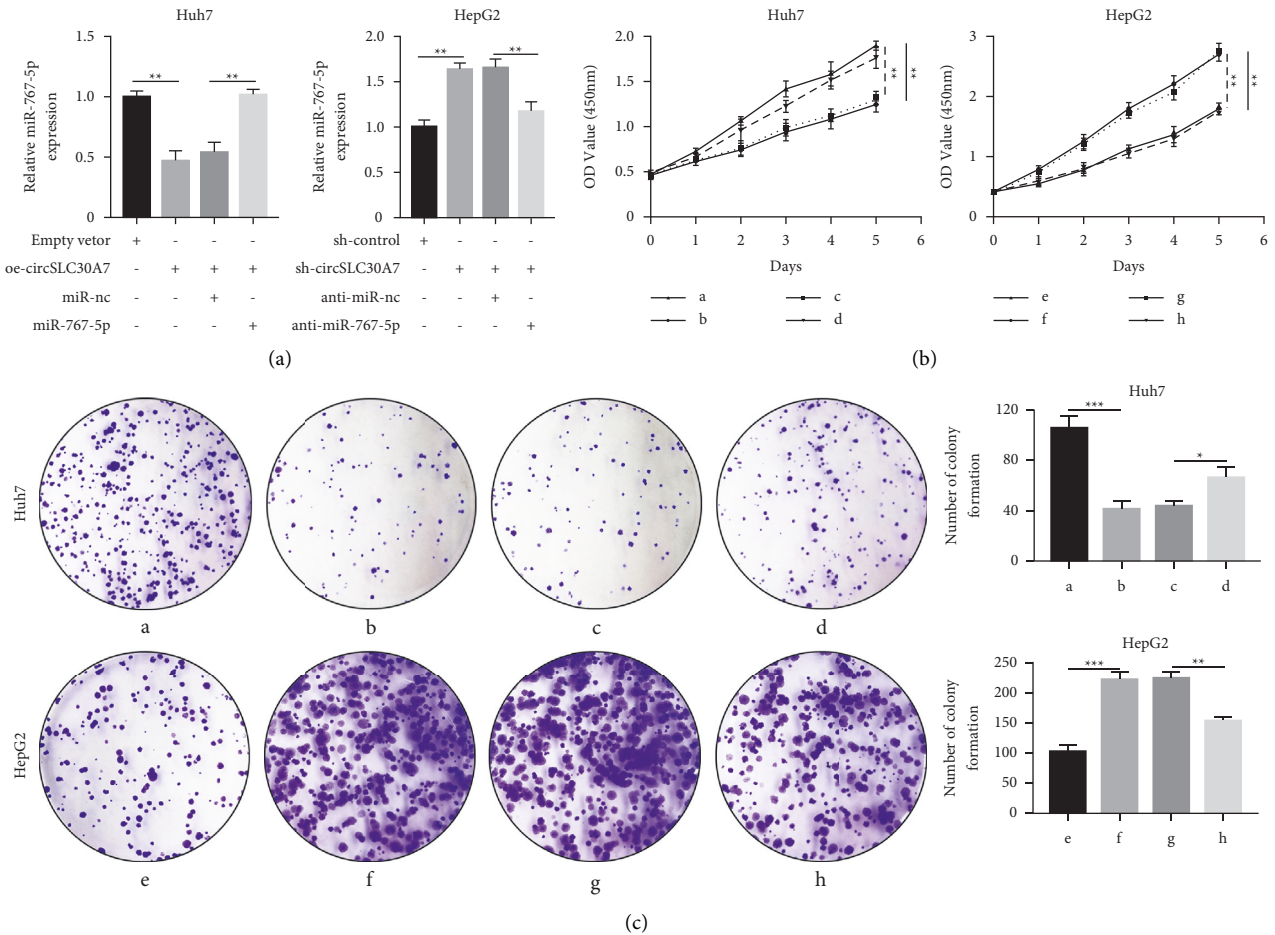 Huh7
Relative miR-767-5p
expression
1.5
1.0
0.5
0
**
**
Empty vetor + - - -
oe-circSLC30A7 - + + +
miR-nc - - + -
miR-767-5p - - - +
HepG2
Relative miR-767-5p
expression
2.0
1.5
1.0
0.5
0
**
**
sh-control + - - -
sh-circSLC30A7 - + + +
anti-miR-nc - - + -
anti-miR-767-5p - - - +
(a)
Huh7
OD Value (450nm)
2.0
1.5
1.0
0.5
0
0 1 2 3 4 5 6
Days
**
**
a c
b d
HepG2
OD Value (450nm)
3
2
1
0
0 1 2 3 4 5 6
Days
**
**
e g
f h
(b)
Huh7
a b c d
HepG2
e f g h
Huh7
Number of colony
formation
120
80
40
0
***
*
a b c d
HepG2
Number of colony
formation
250
200
150
100
50
0
***
**
e f g h
(c)